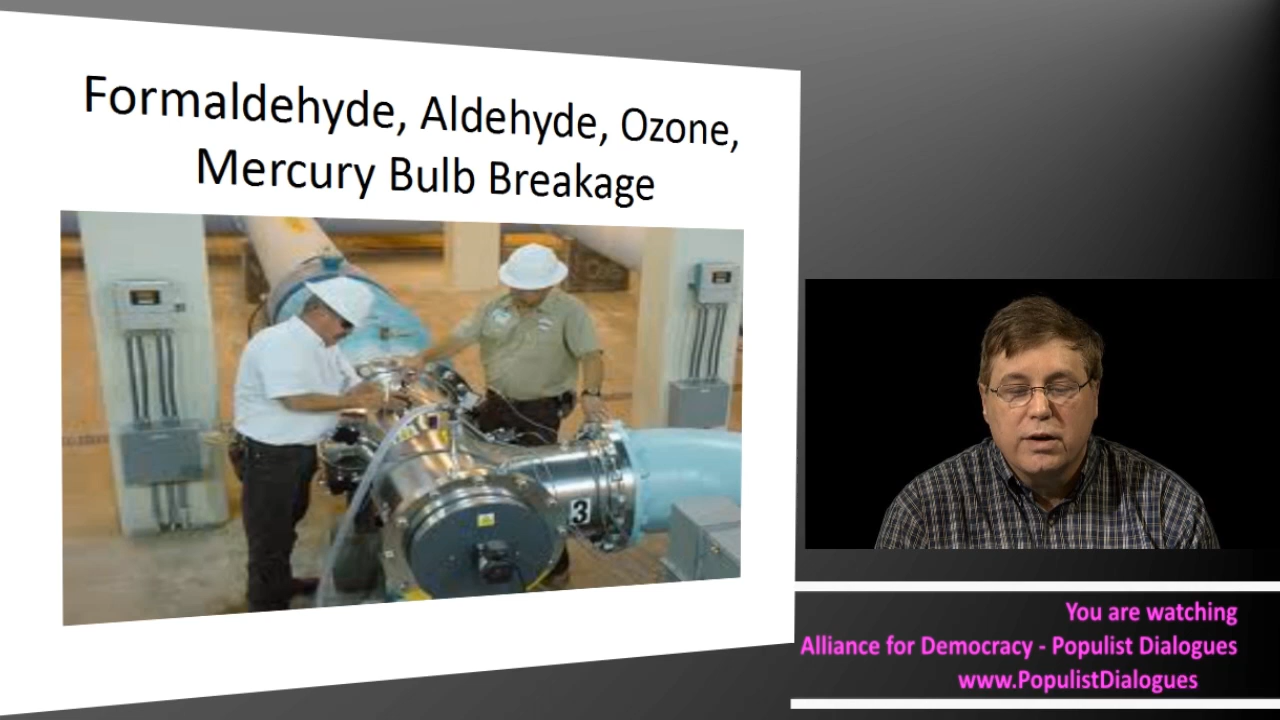 Formaldehyde, Aldehyde, Ozone,
Mercury Bulb Breakage
3
You are watching
Alliance for Democracy - Populist Dialogues
www.PopulistDialogues